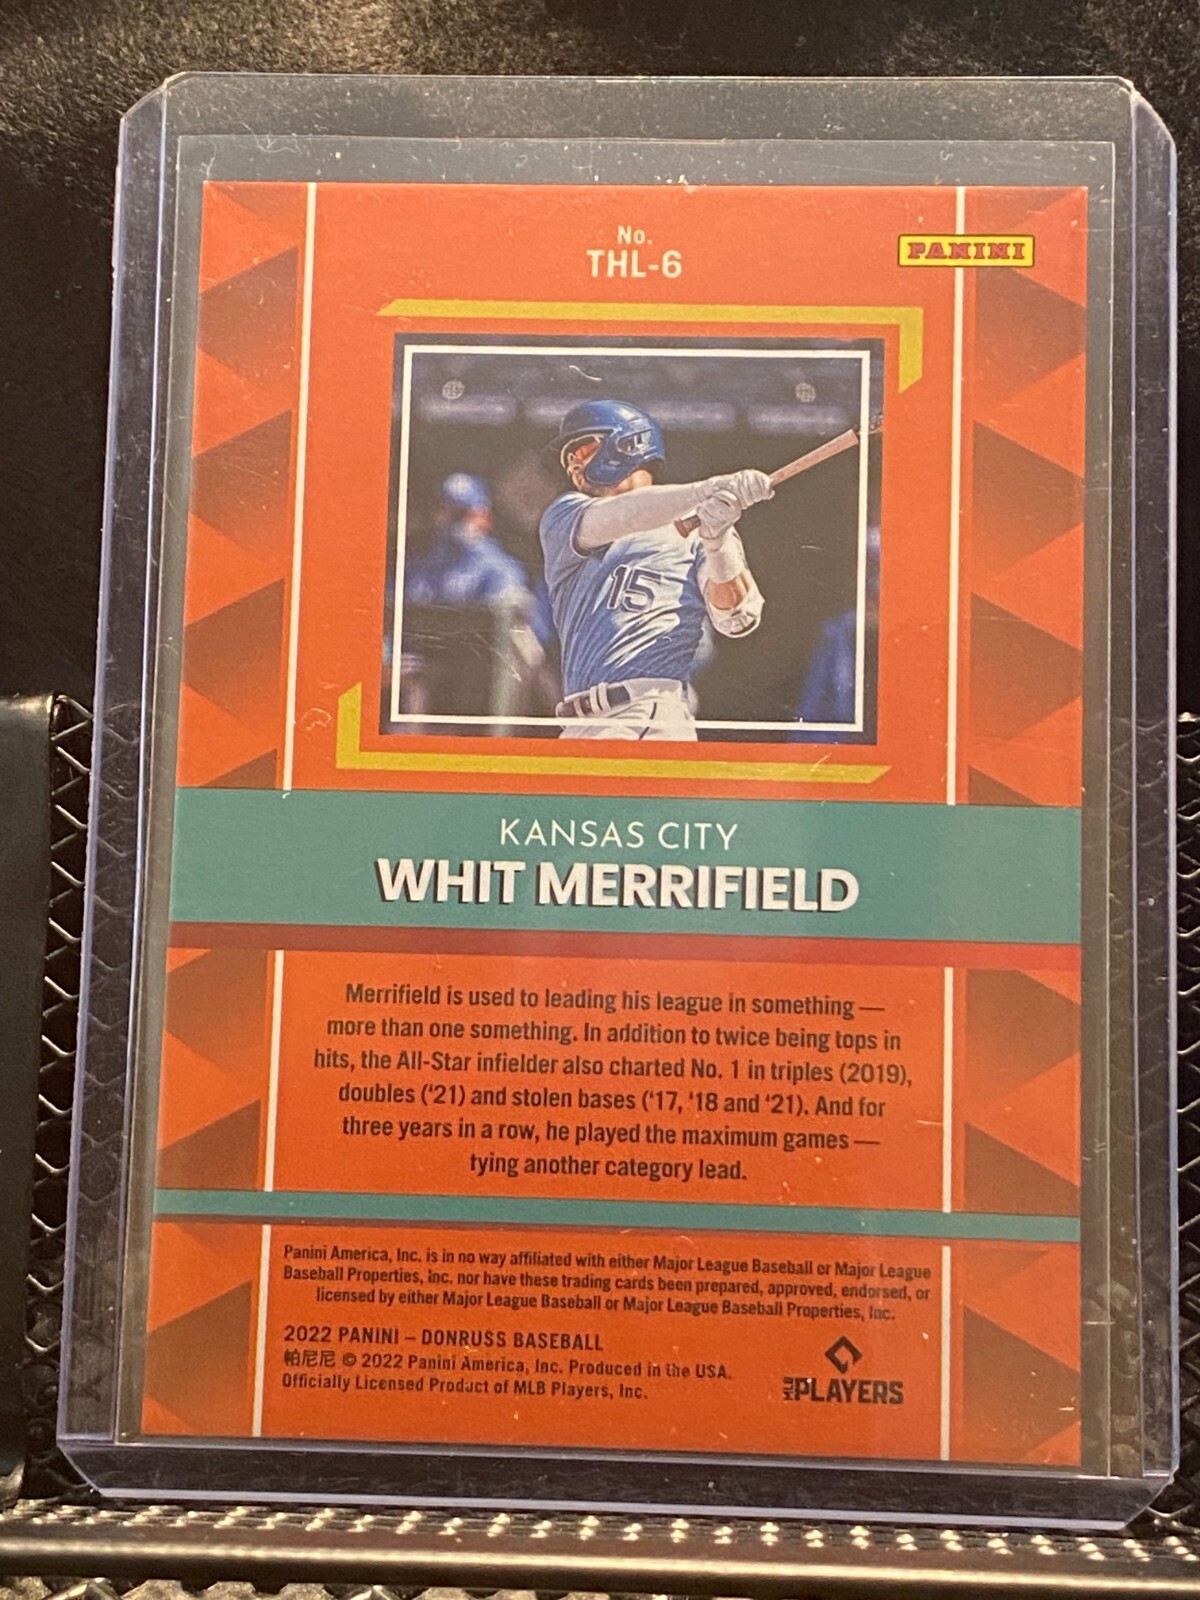 No.
THL-6
PANINI
15
KANSAS CITY
WHIT MERRIFIELD
Merrifield is used to leading his league in something —
more than one something. In addition to twice being tops in
hits, the All-Star infielder also charted No. 1 in triples (2019),
doubles (‘21) and stolen bases (‘17, ‘18 and ‘21). And for
three years in a row, he played the maximum games —
tying another category lead.
Panini America, Inc. is in no way affiliated with either Major League Baseball or Major League
Baseball Properties, Inc. nor have these trading cards been prepared, approved, endorsed, or
licensed by either Major League Baseball or Major League Baseball Properties, Inc.
2022 PANINI – DONRUSS BASEBALL
帕尼尼 © 2022 Panini America, Inc. Produced in the USA.
Officially Licensed Product of MLB Players, Inc.
MLB PLAYERS